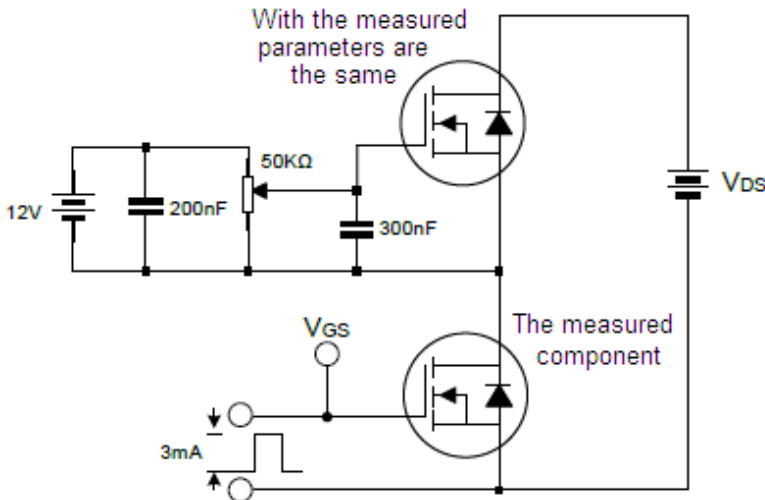 With the measured
parameters are
the same
50KΩ
12V
200nF
300nF
VDS
VGS
The measured
component
3mA